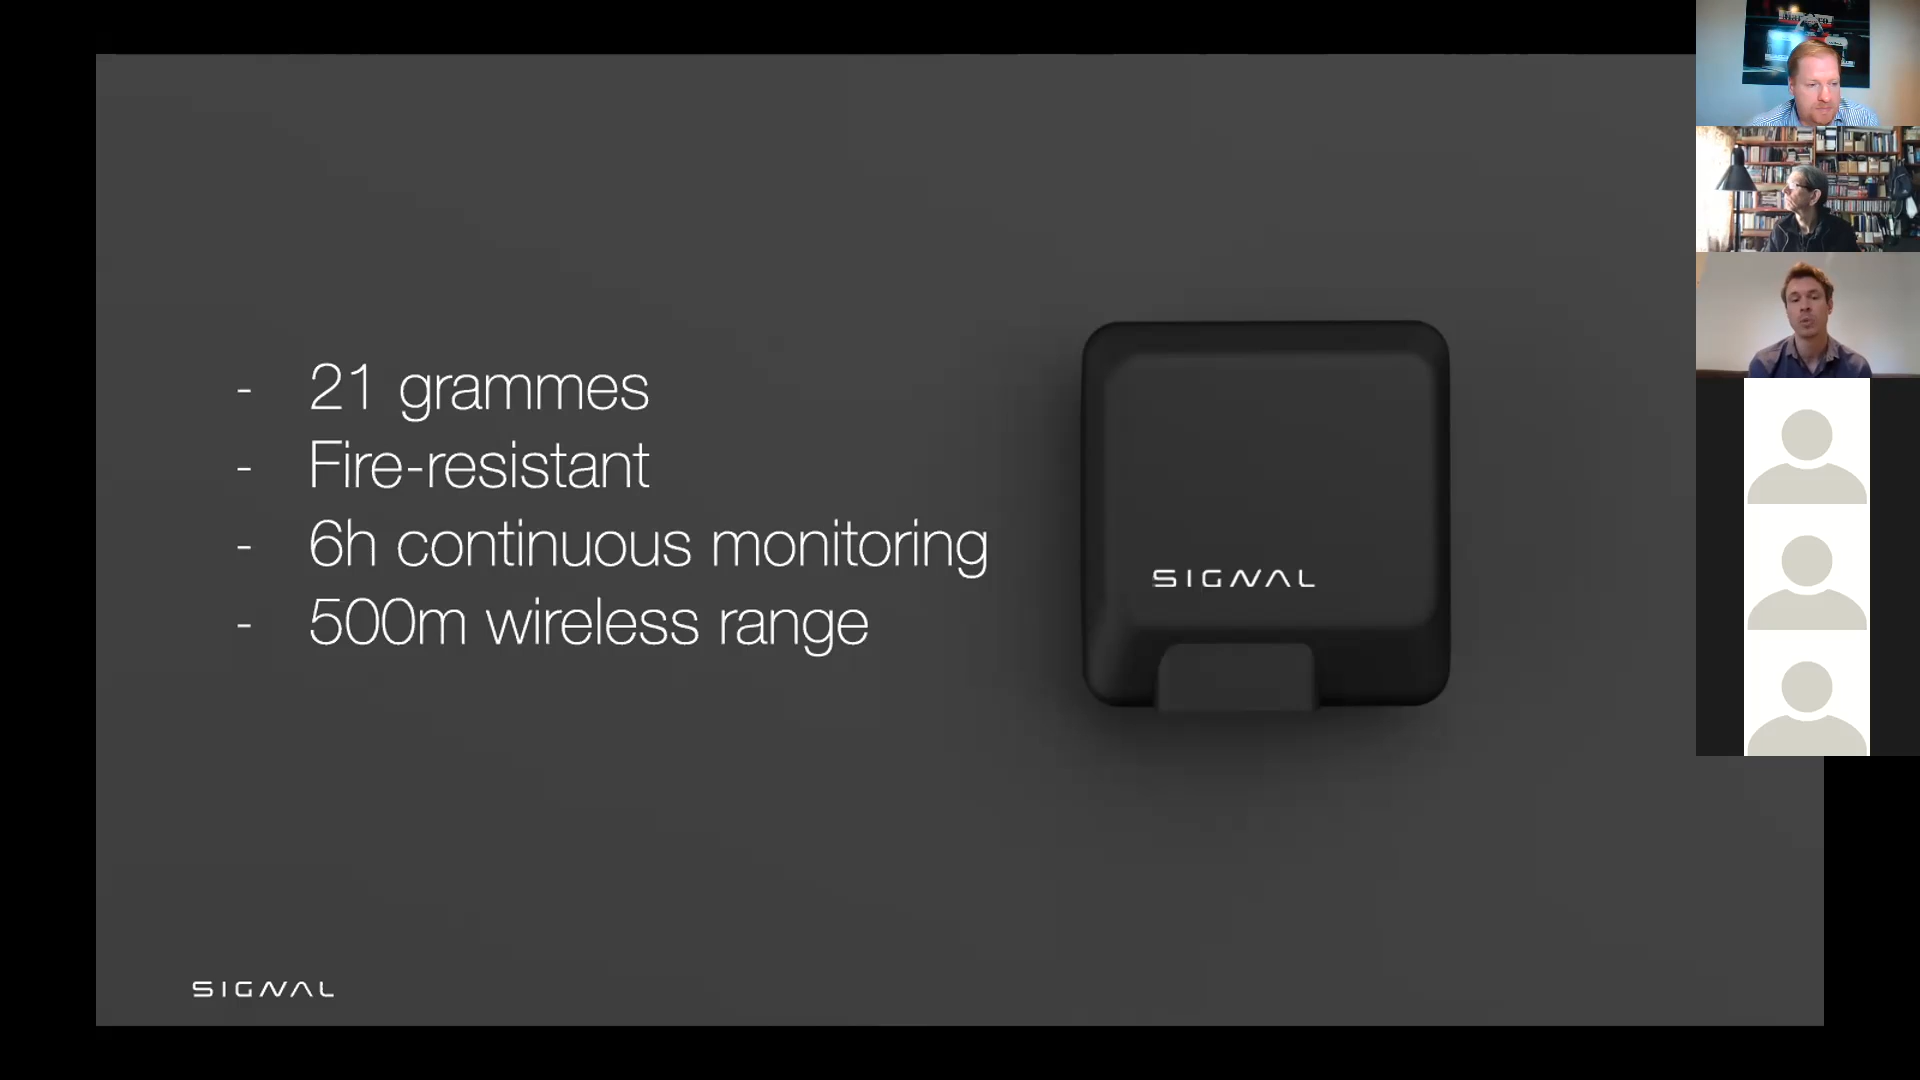 - 21 grammes
- Fire-resistant
- 6h continuous monitoring
- 500m wireless range
SIGNAL
SIGNAL